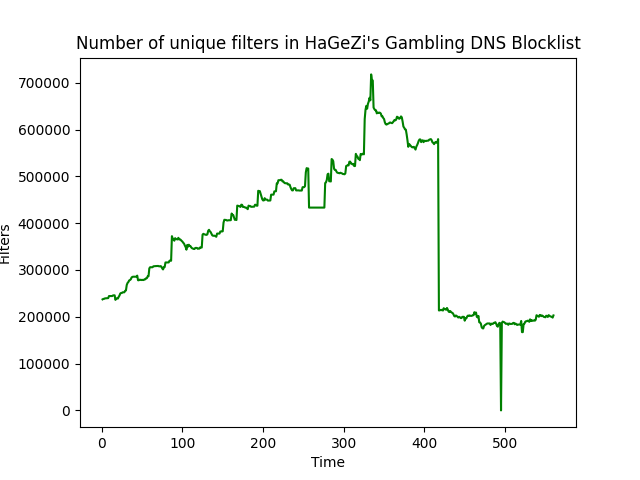 Number of unique filters in HaGeZi's Gambling DNS Blocklist
700000
600000
500000
400000
300000
200000
100000
0
Filters
0 100 200 300 400 500
Time